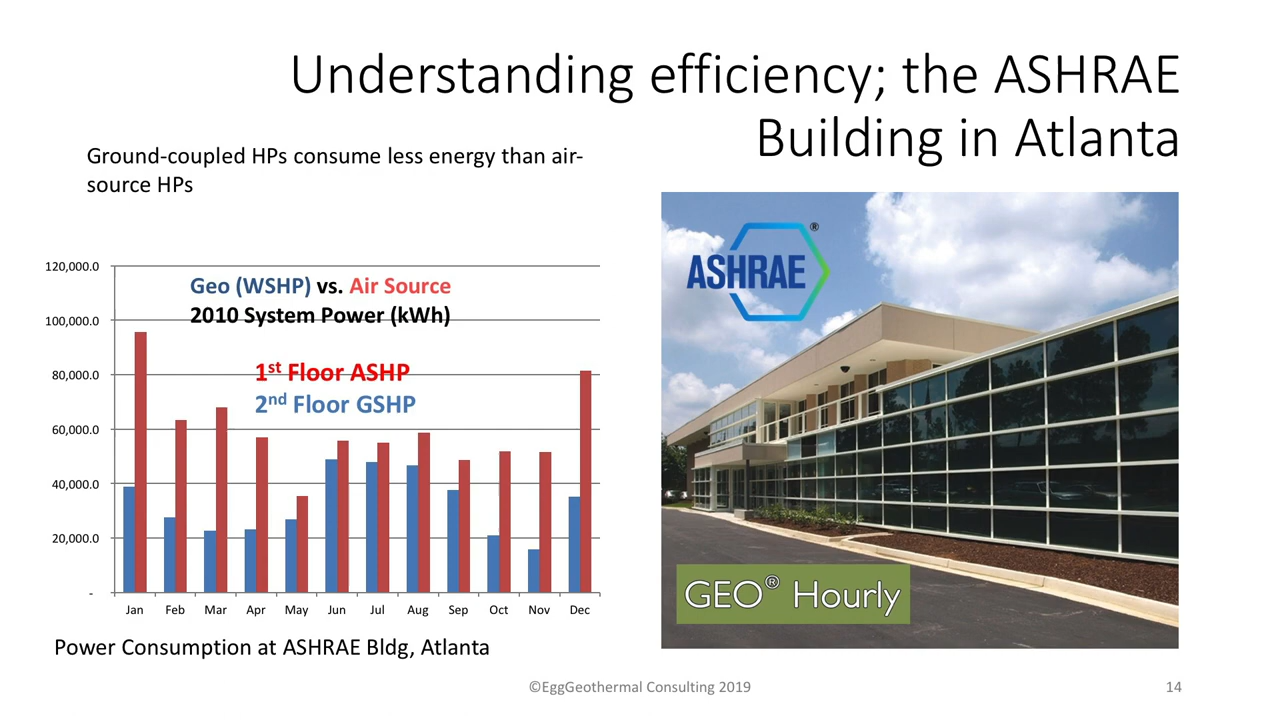 Understanding efficiency; the ASHRAE
Building in Atlanta
Ground-coupled HPs consume less energy than air-
source HPs
120,000.0
100,000.0
80,000.0
60,000.0
40,000.0
20,000.0
-
Geo (WSHP) vs. Air Source
2010 System Power (kWh)
1st Floor ASHP
2nd Floor GSHP
Jan Feb Mar Apr May Jun Jul Aug Sep Oct Nov Dec
Power Consumption at ASHRAE Bldg, Atlanta
ASHRAE ®
GEO® Hourly
©EggGeothermal Consulting 2019
14